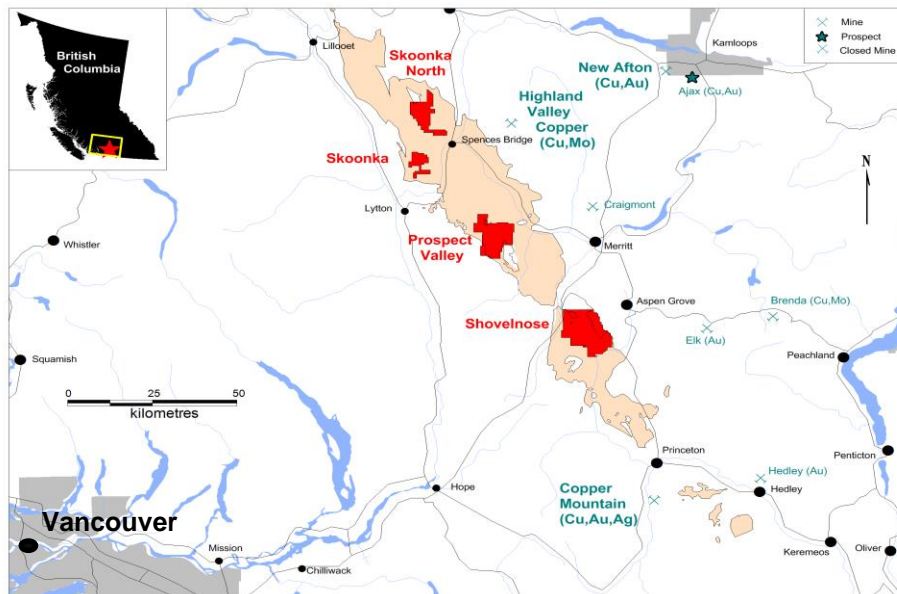 British
Columbia
Mine
Prospect
Closed Mine
Lillooet
Kamloops
Skoonka
North
New Afton
(Cu,Au)
Ajax (Cu,Au)
Highland
Valley
Copper
(Cu,Mo)
Spences Bridge
Skoonka
N
Lytton
Craigmont
Whistler
Prospect
Valley
Merritt
Aspen Grove
Brenda (Cu,Mo)
Shovelnose
Elk (Au)
Squamish
Peachland
0 25 50
kilometres
Princeton
Penticton
Hedley (Au)
Hope
Hedley
Copper
Mountain
(Cu,Au,Ag)
Vancouver
Mission
Chilliwack
Keremeos
Oliver